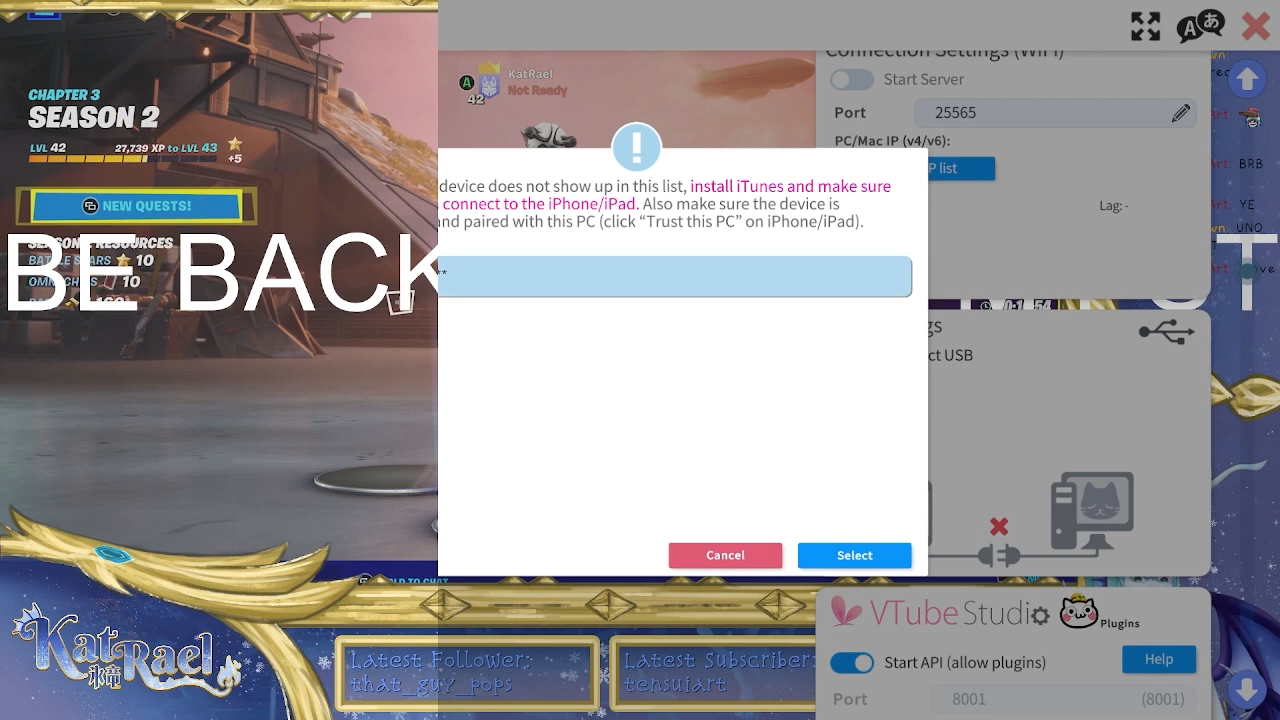 CHAPTER 3
SEASON 2
LVL 42
27,739 XP to LVL 43
+5
NEW QUESTS!
RESOURCES
10
10
BE BACK
KatRael
Not Ready
A
42
Connection Settings (WiFi)
Start Server
Port
25565
PC/Mac IP (v4/v6):
P list
Lag: -
device does not show up in this list, install iTunes and make sure
connect to the iPhone/iPad. Also make sure the device is
and paired with this PC (click “Trust this PC” on iPhone/iPad).
**
Cancel
Select
gs
ct USB
BRB
YE
UNO
T
VTube Studio
Plugins
Start API (allow plugins)
Help
Port
8001
(8001)
KatRael
Latest Follower:
that_guy_pops
Latest Subscriber:
tensuiart